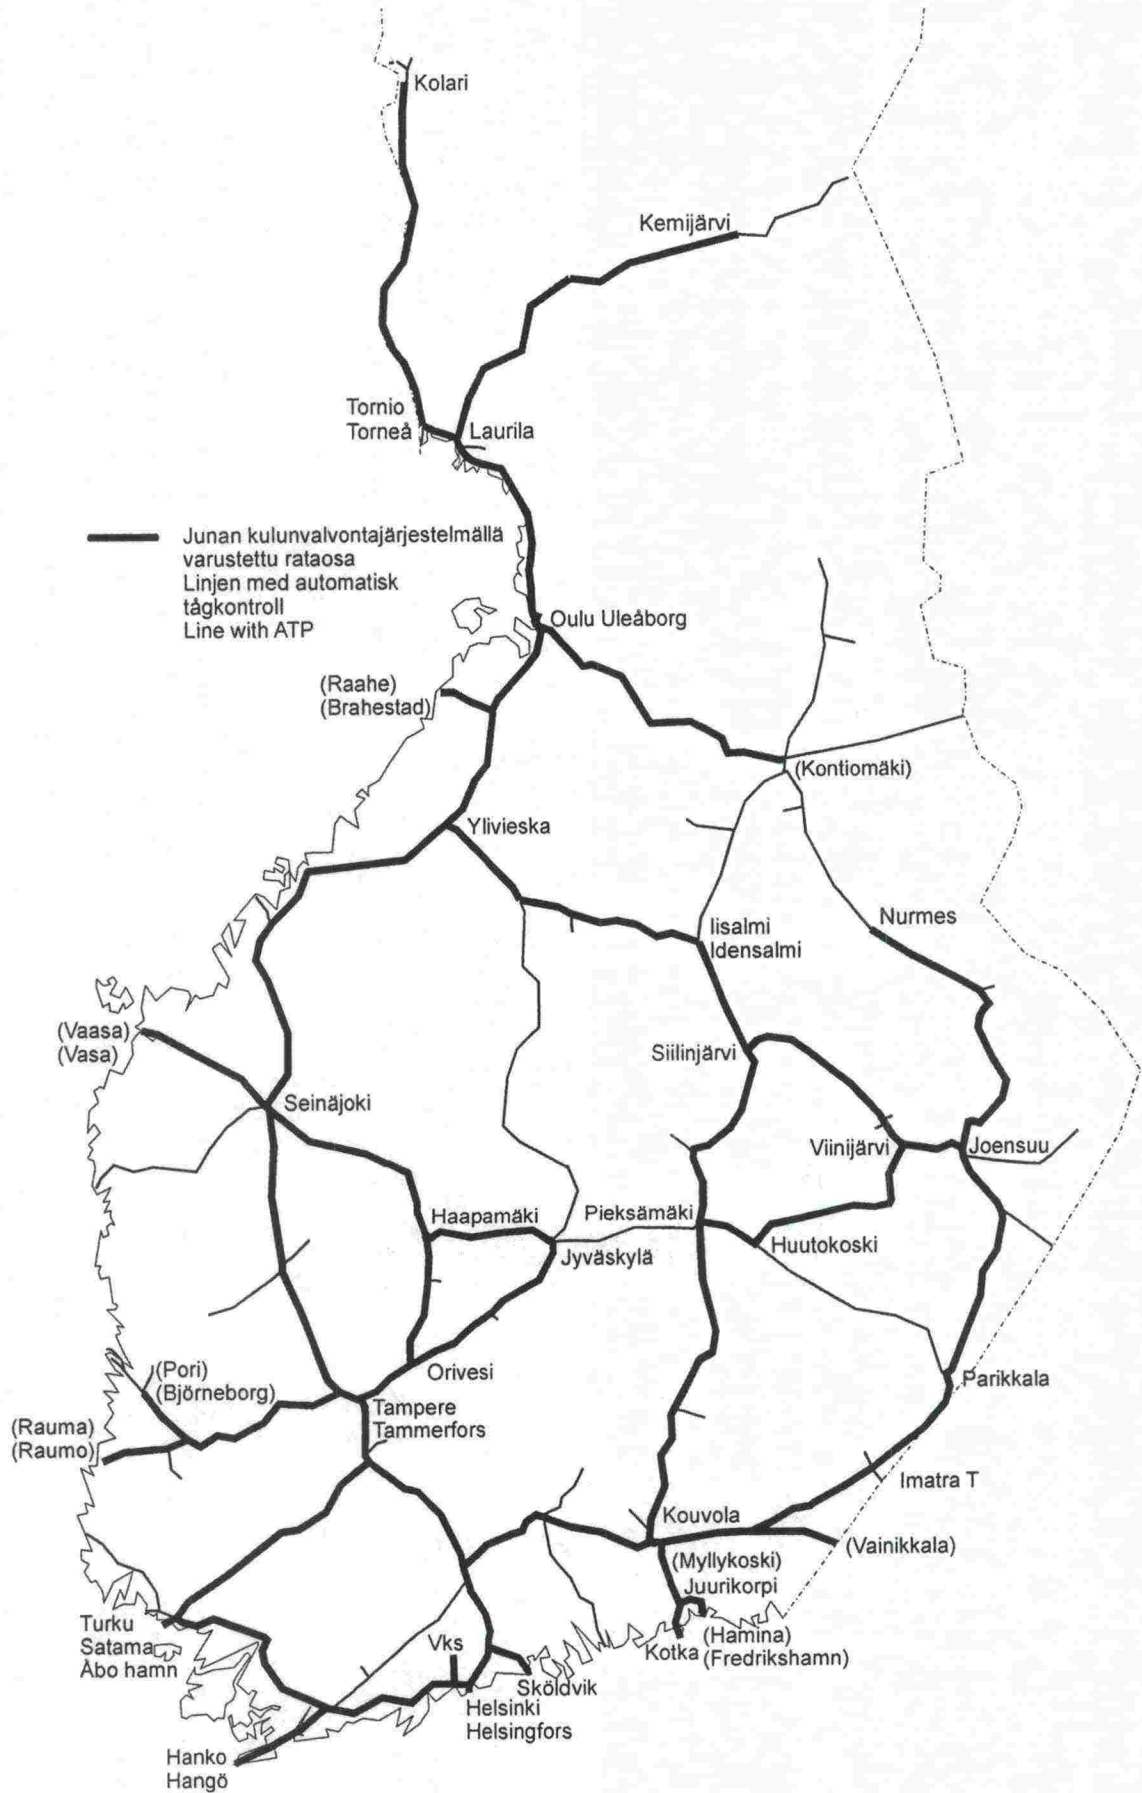 Kolari
Kemijärvi
Tornio
Torneå
Laurila
Junan kulunvalvontajärjestelmällä
varustettu rataosa
Linjen med automatisk
tågkontroll
Line with ATP
Oulu Uleåborg
(Raahe)
(Brahestad)
(Kontiomäki)
Ylivieska
Nurmes
Iisalmi
Idensalmi
(Vaasa)
(Vasa)
Siilinjärvi
Seinäjoki
Viinijärvi
Joensuu
Haapamäki
Pieksämäki
Jyväskylä
Huutokoski
(Pori)
(Björneborg)
Orivesi
Parikkala
(Rauma)
(Raumo)
Tampere
Tammerfors
Imatra T
Kouvola
(Vainikkala)
(Myllykoski)
Juurikorpi
Turku
Satama
Åbo hamn
Vks
Kotka
(Hamina)
(Fredrikshamn)
Sköldvik
Helsinki
Helsingfors
Hanko
Hangö